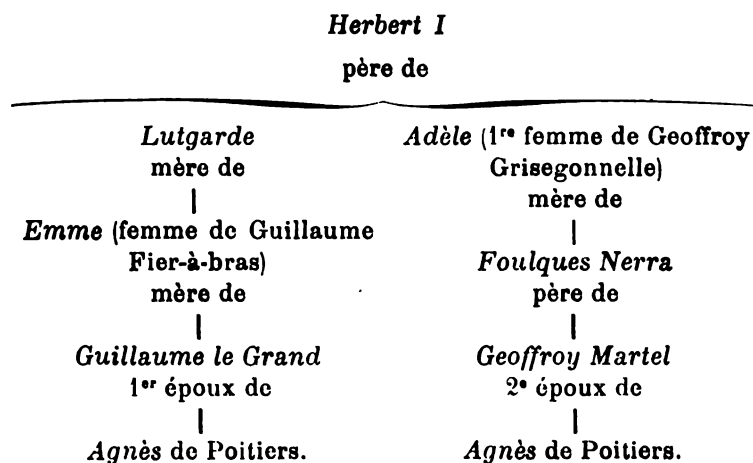 Herbert I
père de
Lutgarde
mère de
Emme (femme de Guillaume
Fier-à-bras)
mère de
Guillaume le Grand
1er époux de
Agnès de Poitiers.
Adèle (1re femme de Geoffroy
Grisegonnelle)
mère de
Foulques Nerra
père de
Geoffroy Martel
2e époux de
Agnès de Poitiers.